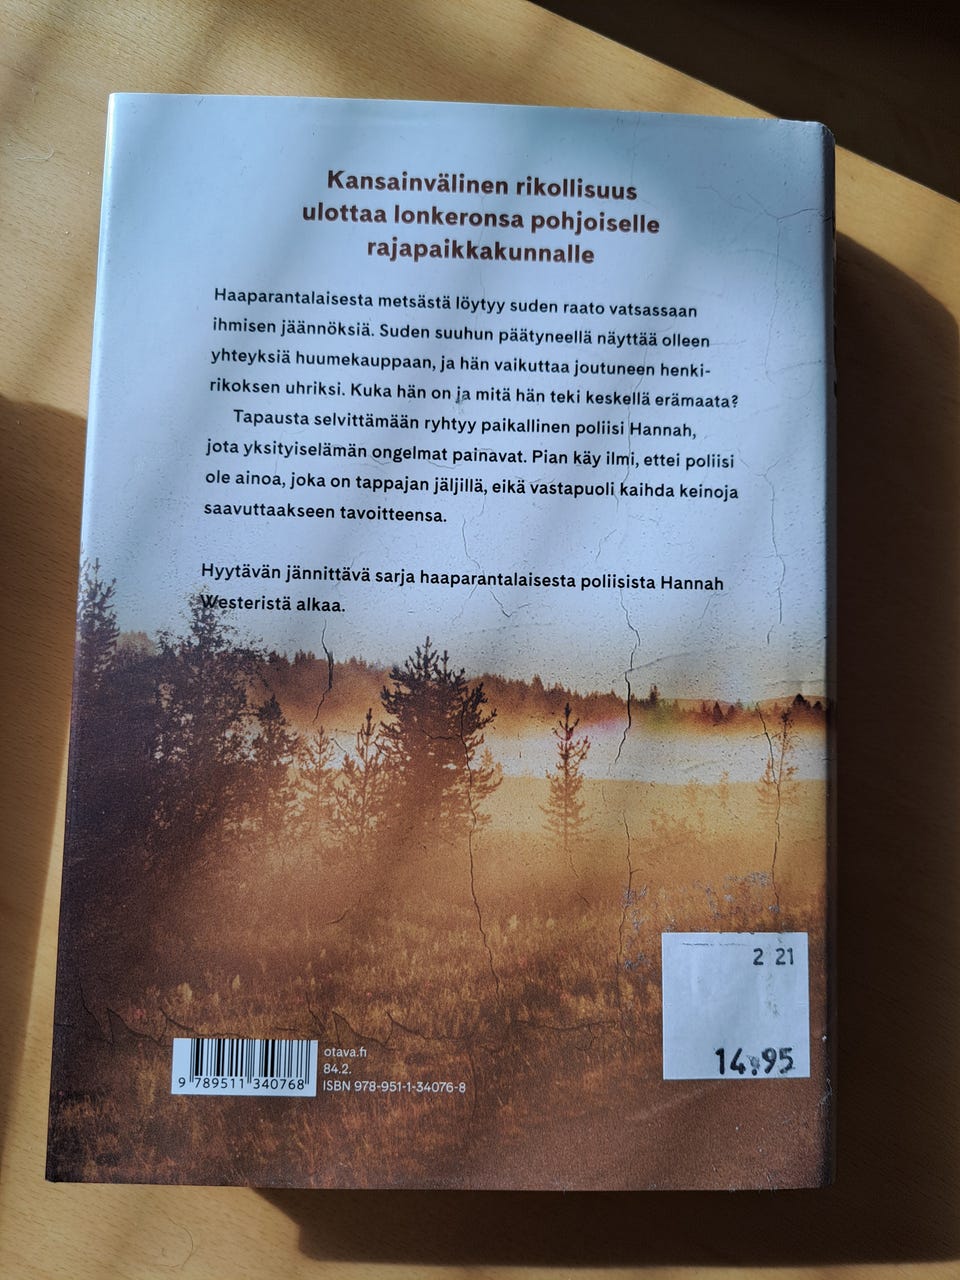 Kansainvälinen rikollisuus
ulottaa lonkeronsa pohjoiselle
rajapaikkakunnalle
Haaparantalaisesta metsästä löytyy suden raato vatsassaan
ihmisen jäännöksiä. Suden suuhun päätyneellä näyttää olleen
yhteyksiä huumekauppaan, ja hän vaikuttaa joutuneen henki-
rikoksen uhriksi. Kuka hän on ja mitä hän teki keskellä erämaata?
Tapausta selvittämään ryhtyy paikallinen poliisi Hannah,
jota yksityiselämän ongelmat painavat. Pian käy ilmi, ettei poliisi
ole ainoa, joka on tappajan jäljillä, eikä vastapuoli kaihda keinoja
saavuttaakseen tavoitteensa.
Hyytävän jännittävä sarja haaparantalaisesta poliisista Hannah
Westeristä alkaa.
2 21
14.95
9 789511 340768
otava.fi
84.2.
ISBN 978-951-1-34076-8